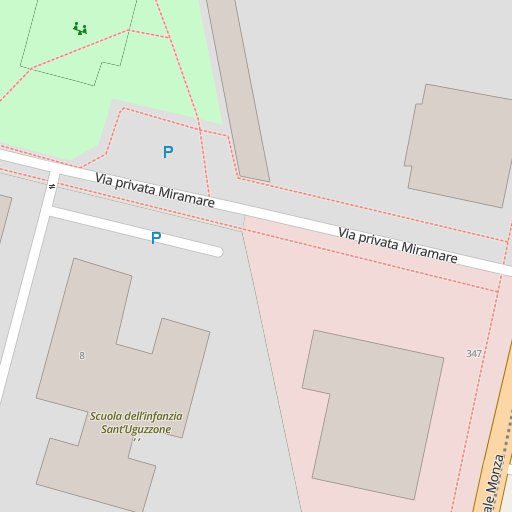 P
Via privata Miramare
Via privata Miramare
P
347
8
Scuola dell'infanzia
Sant'Uguzzone
ale Monza